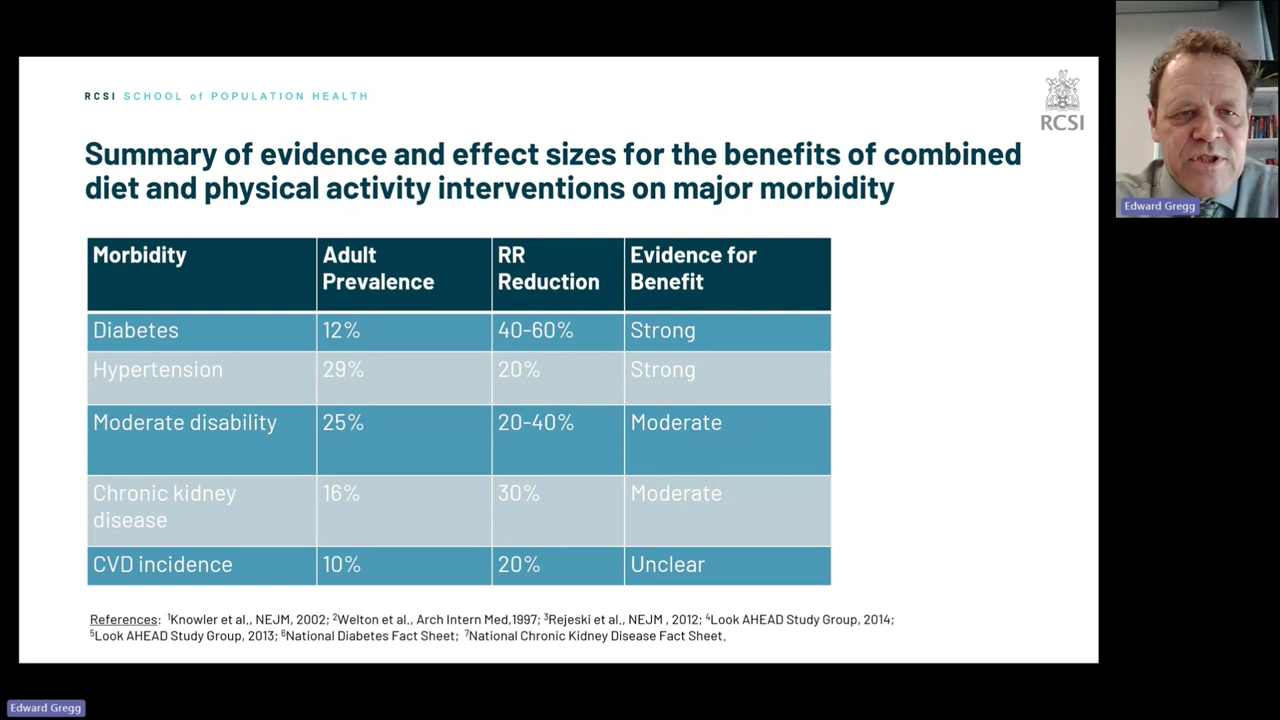 RCSI SCHOOL of POPULATION HEALTH
RCSI
Summary of evidence and effect sizes for the benefits of combined
diet and physical activity interventions on major morbidity
Morbidity
Adult
Prevalence
RR
Reduction
Evidence for
Benefit
Diabetes
12%
40-60%
Strong
Hypertension
29%
20%
Strong
Moderate disability
25%
20-40%
Moderate
Chronic kidney
disease
16%
30%
Moderate
CVD incidence
10%
20%
Unclear
References: ¹Knowler et al., NEJM, 2002; ²Welton et al., Arch Intern Med,1997; ³Rejeski et al., NEJM , 2012; ⁴Look AHEAD Study Group, 2014;
⁵Look AHEAD Study Group, 2013; ⁶National Diabetes Fact Sheet; ⁷National Chronic Kidney Disease Fact Sheet.
Edward Gregg
Edward Gregg